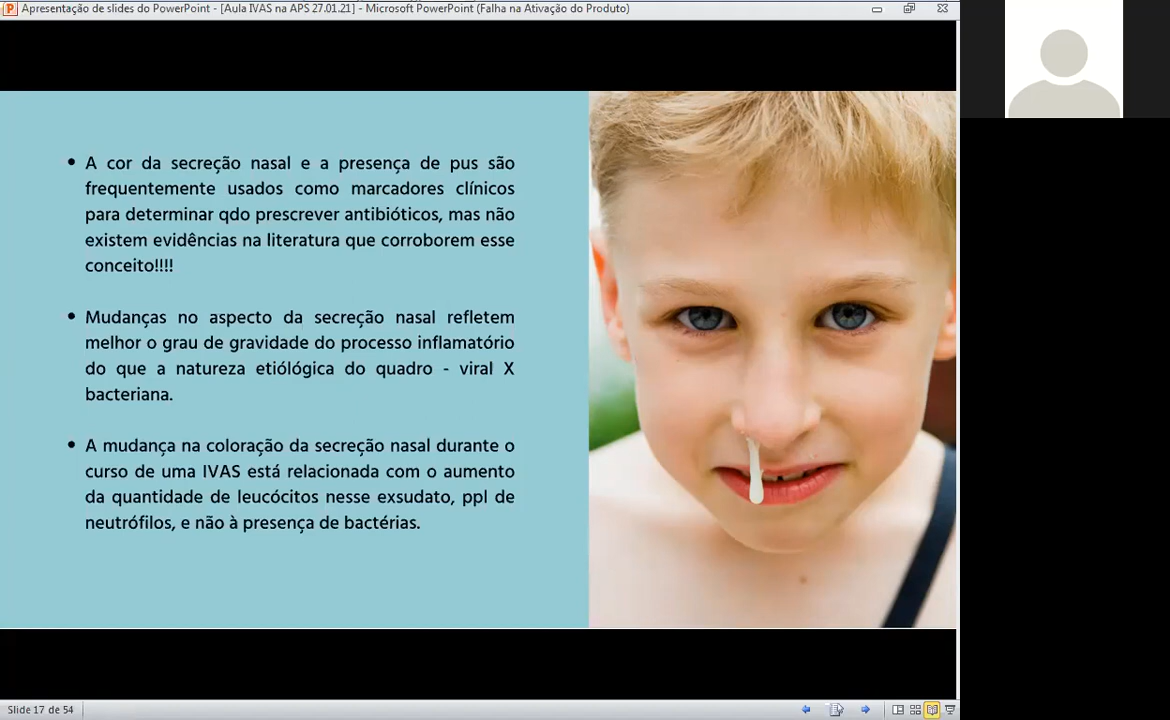 Apresentação de slides do PowerPoint - [Aula IVAS na APS 27.01.21] - Microsoft PowerPoint (Falha na Ativação do Produto)
• A cor da secreção nasal e a presença de pus são
frequentemente usados como marcadores clínicos
para determinar qdo prescrever antibióticos, mas não
existem evidências na literatura que corroborem esse
conceito!!!!
• Mudanças no aspecto da secreção nasal refletem
melhor o grau de gravidade do processo inflamatório
do que a natureza etiólógica do quadro - viral X
bacteriana.
• A mudança na coloração da secreção nasal durante o
curso de uma IVAS está relacionada com o aumento
da quantidade de leucócitos nesse exsudato, ppl de
neutrófilos, e não à presença de bactérias.
Slide 17 de 54